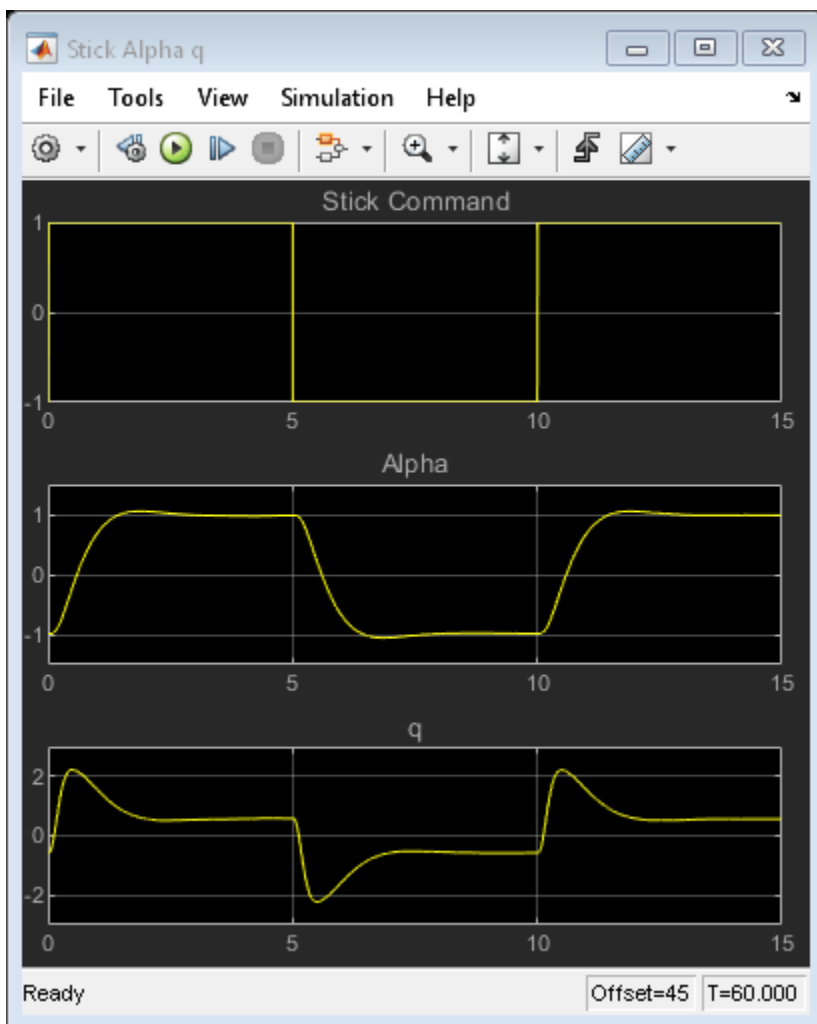 Stick Alpha q
File Tools View Simulation Help
Stick Command
1
0
-1
0 5 10 15
Alpha
1
0
-1
0 5 10 15
q
2
0
-2
0 5 10 15
Ready Offset=45 T=60.000